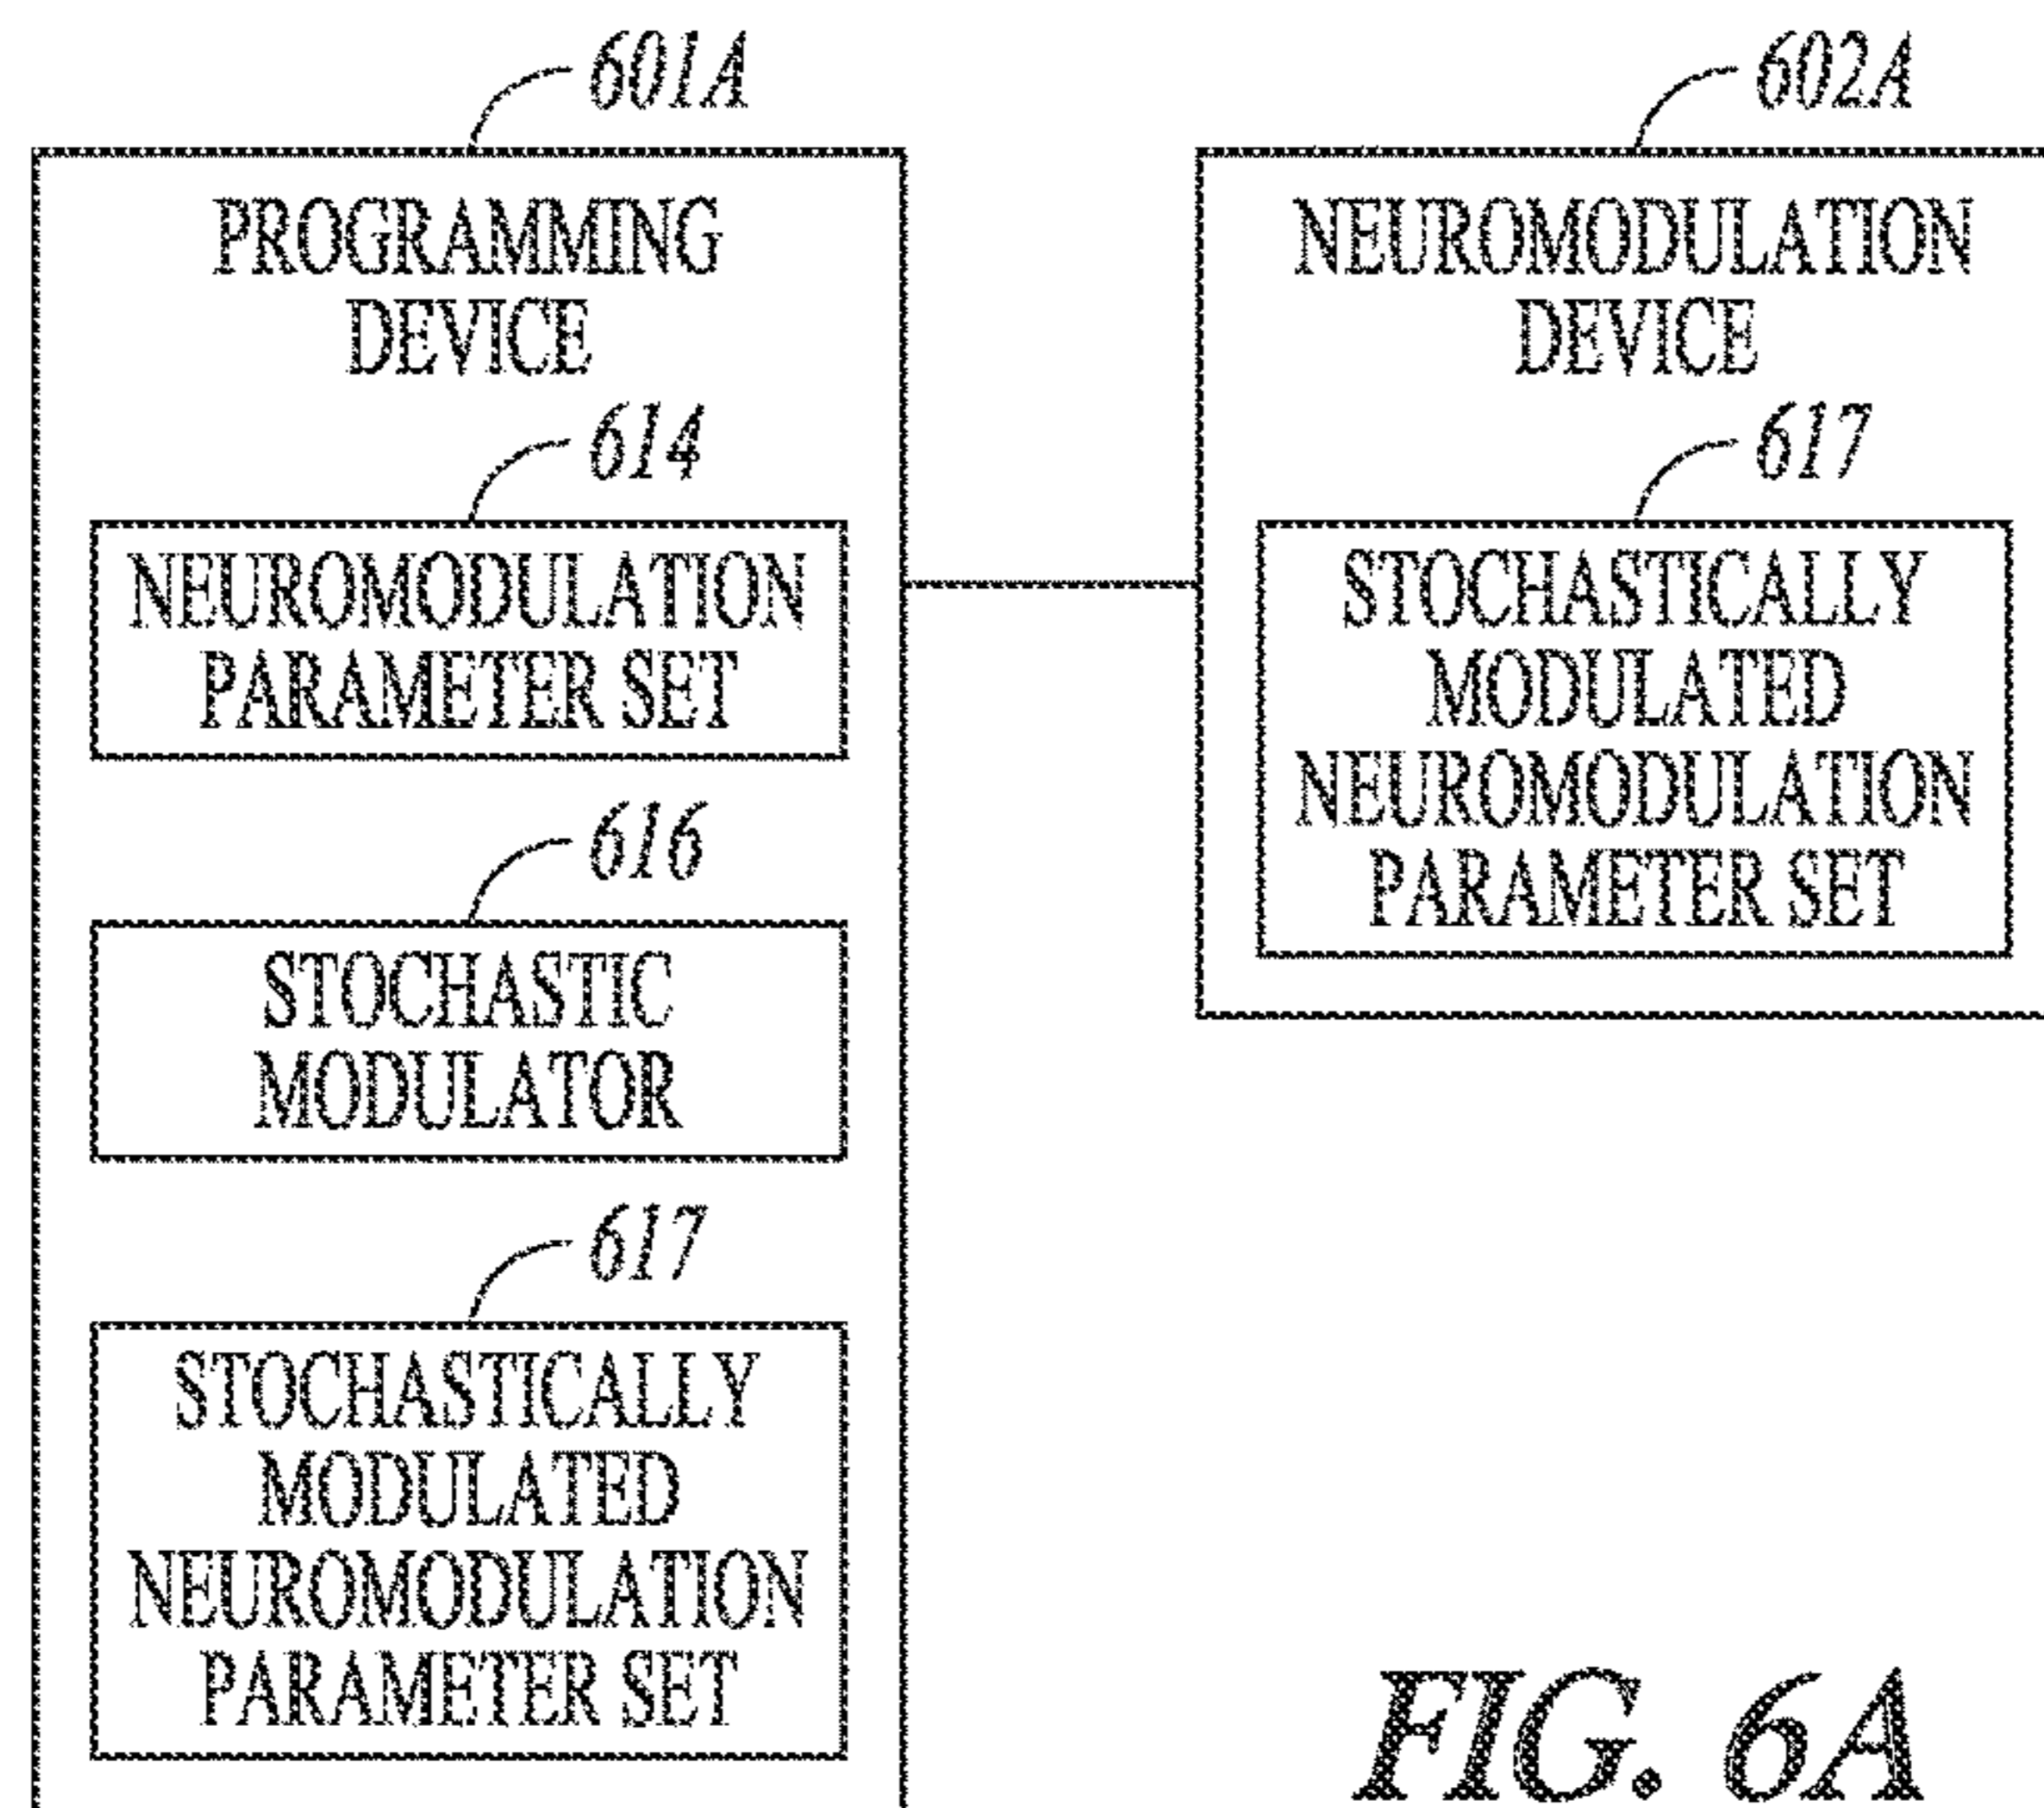 601A
PROGRAMMING
DEVICE
614
NEUROMODULATION
PARAMETER SET
616
STOCHASTIC
MODULATOR
617
STOCHASTICALLY
MODULATED
NEUROMODULATION
PARAMETER SET
602A
NEUROMODULATION
DEVICE
617
STOCHASTICALLY
MODULATED
NEUROMODULATION
PARAMETER SET
FIG. 6A